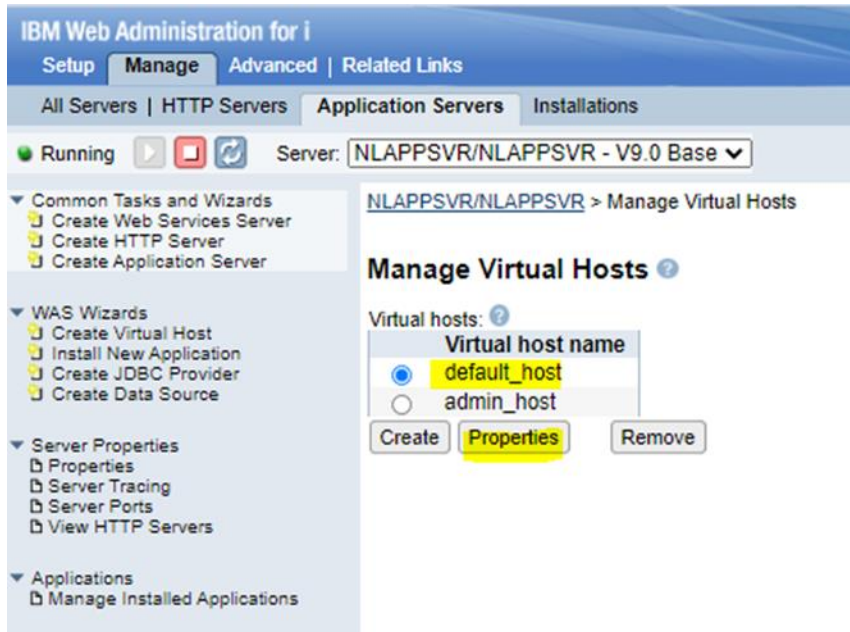 IBM Web Administration for i
Setup Manage Advanced | Related Links
All Servers | HTTP Servers Application Servers Installations
Running Server: NLAPPSVR/NLAPPSVR - V9.0 Base
Common Tasks and Wizards
Create Web Services Server
Create HTTP Server
Create Application Server
WAS Wizards
Create Virtual Host
Install New Application
Create JDBC Provider
Create Data Source
Server Properties
Properties
Server Tracing
Server Ports
View HTTP Servers
Applications
Manage Installed Applications
NLAPPSVR/NLAPPSVR > Manage Virtual Hosts
Manage Virtual Hosts ?
Virtual hosts: ?
Virtual host name
default_host
admin_host
Create Properties Remove